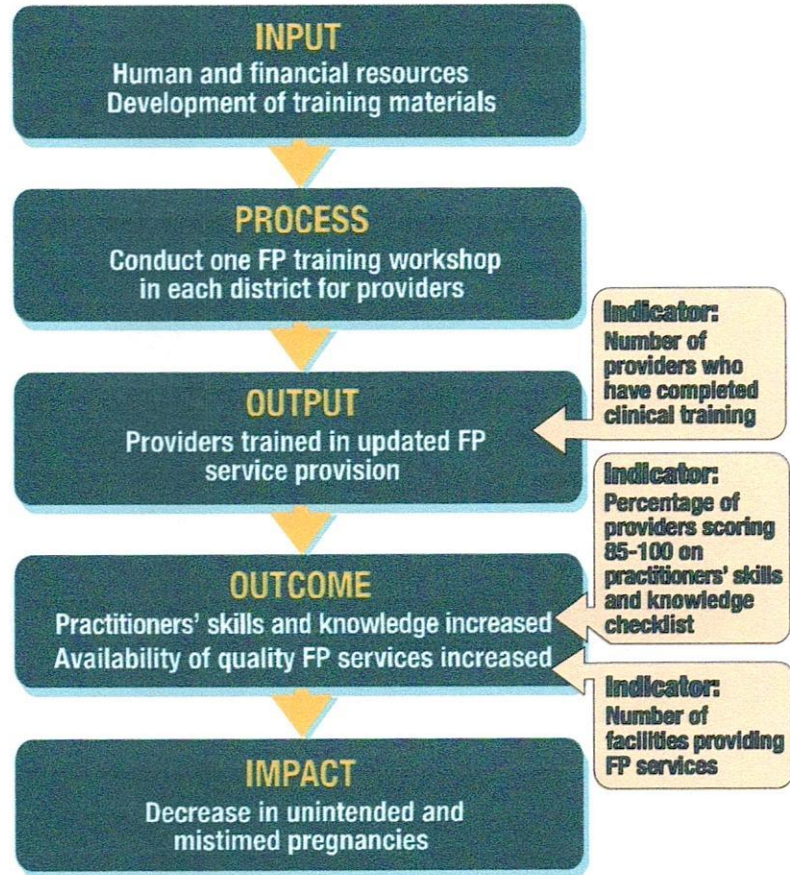 INPUT
Human and financial resources
Development of training materials
PROCESS
Conduct one FP training workshop
in each district for providers
Indicator:
Number of
providers who
have completed
clinical training
OUTPUT
Providers trained in updated FP
service provision
Indicator:
Percentage of
providers scoring
85-100 on
practitioners' skills
and knowledge
checklist
OUTCOME
Practitioners' skills and knowledge increased
Availability of quality FP services increased
Indicator:
Number of
facilities providing
FP services
IMPACT
Decrease in unintended and
mistimed pregnancies